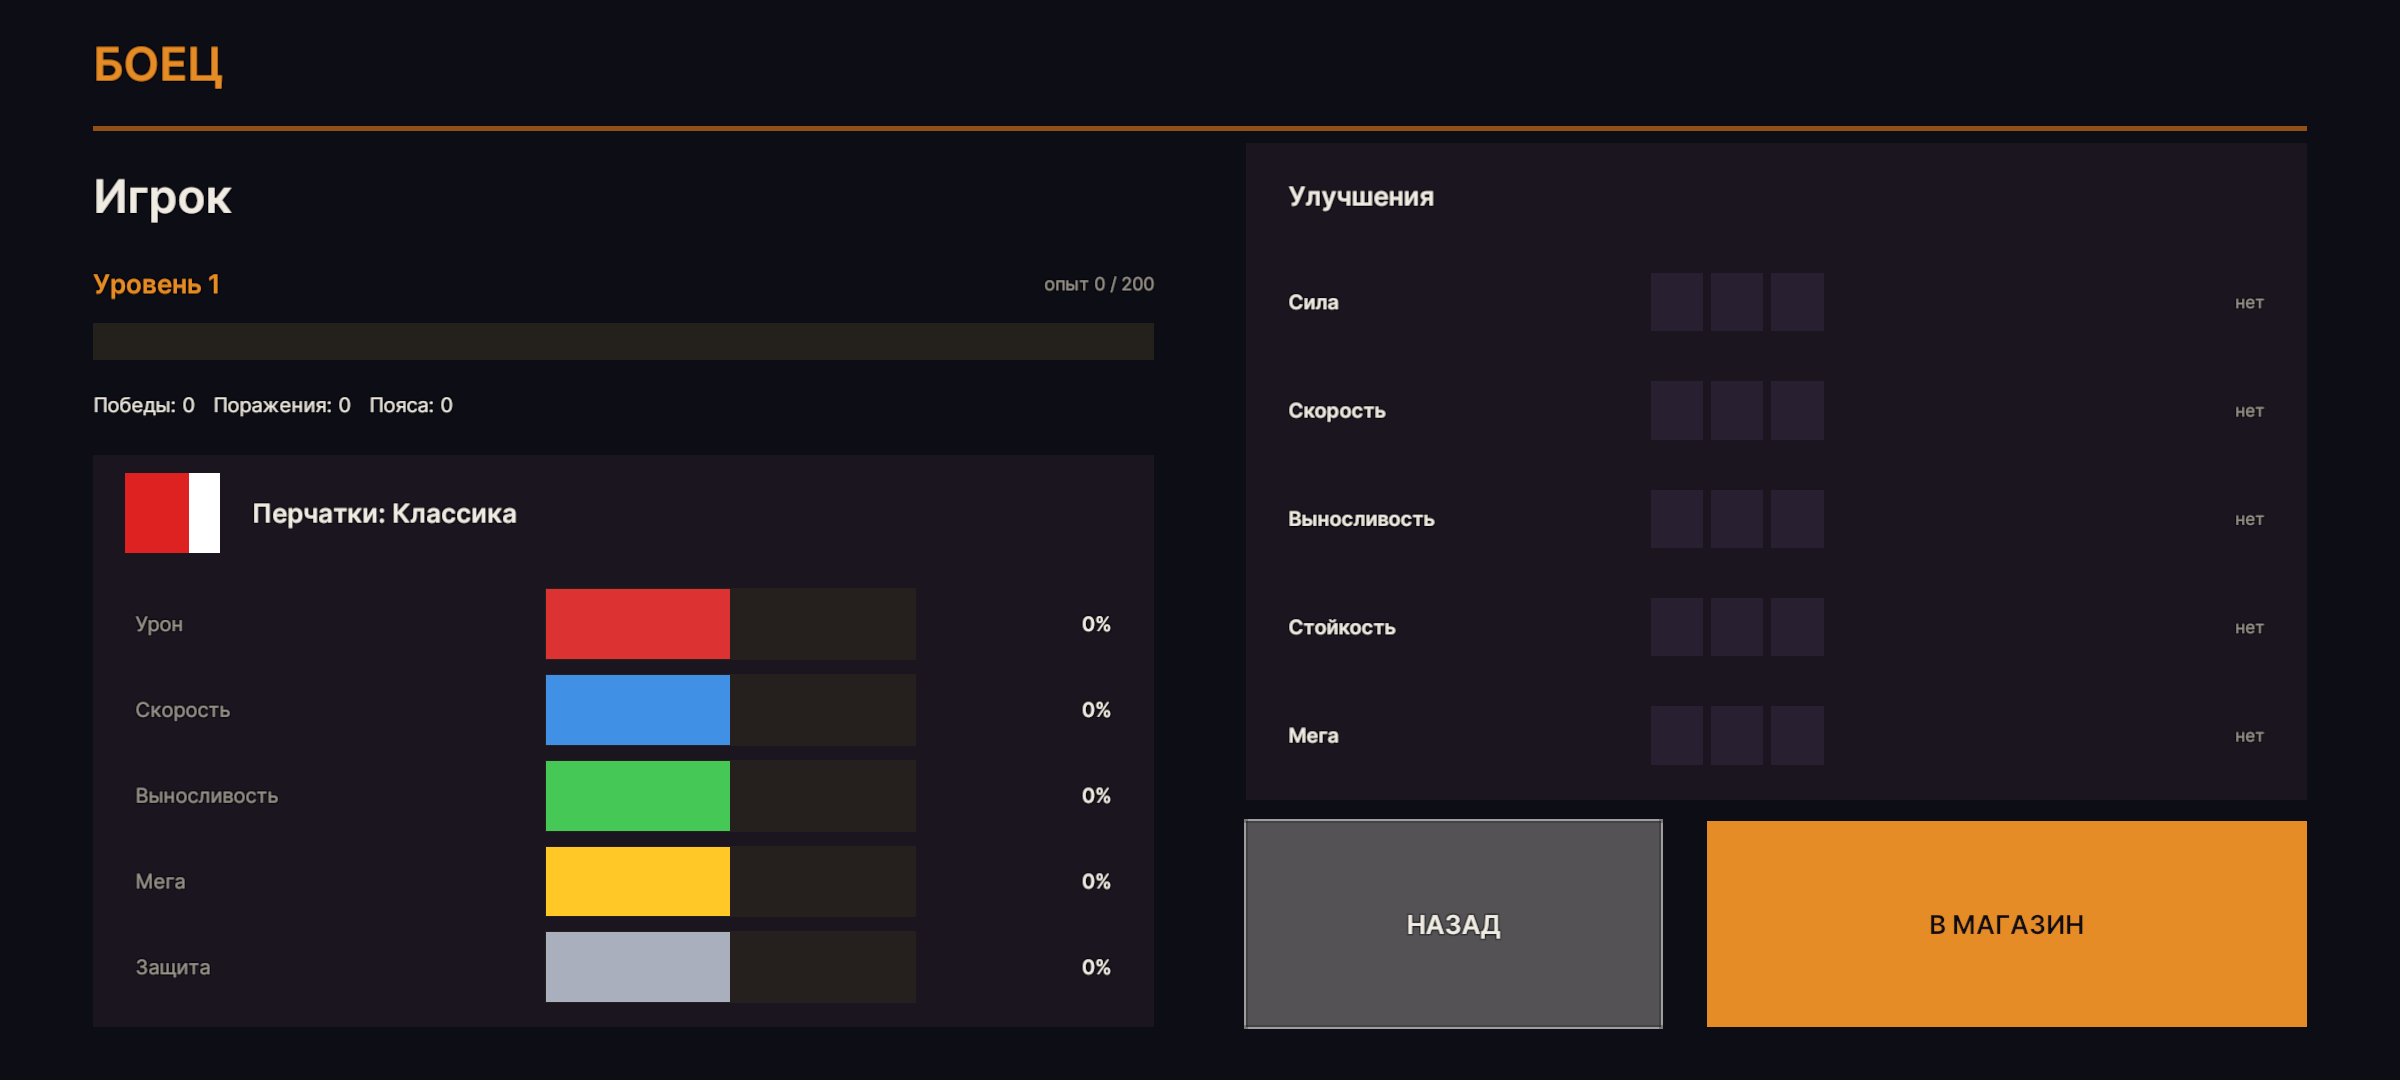 БОЕЦ
Игрок
Уровень 1 опыт 0 / 200
Победы: 0 Поражения: 0 Пояса: 0
Перчатки: Классика
Урон 0%
Скорость 0%
Выносливость 0%
Мега 0%
Защита 0%
Улучшения
Сила нет
Скорость нет
Выносливость нет
Стойкость нет
Мега нет
НАЗАД
В МАГАЗИН